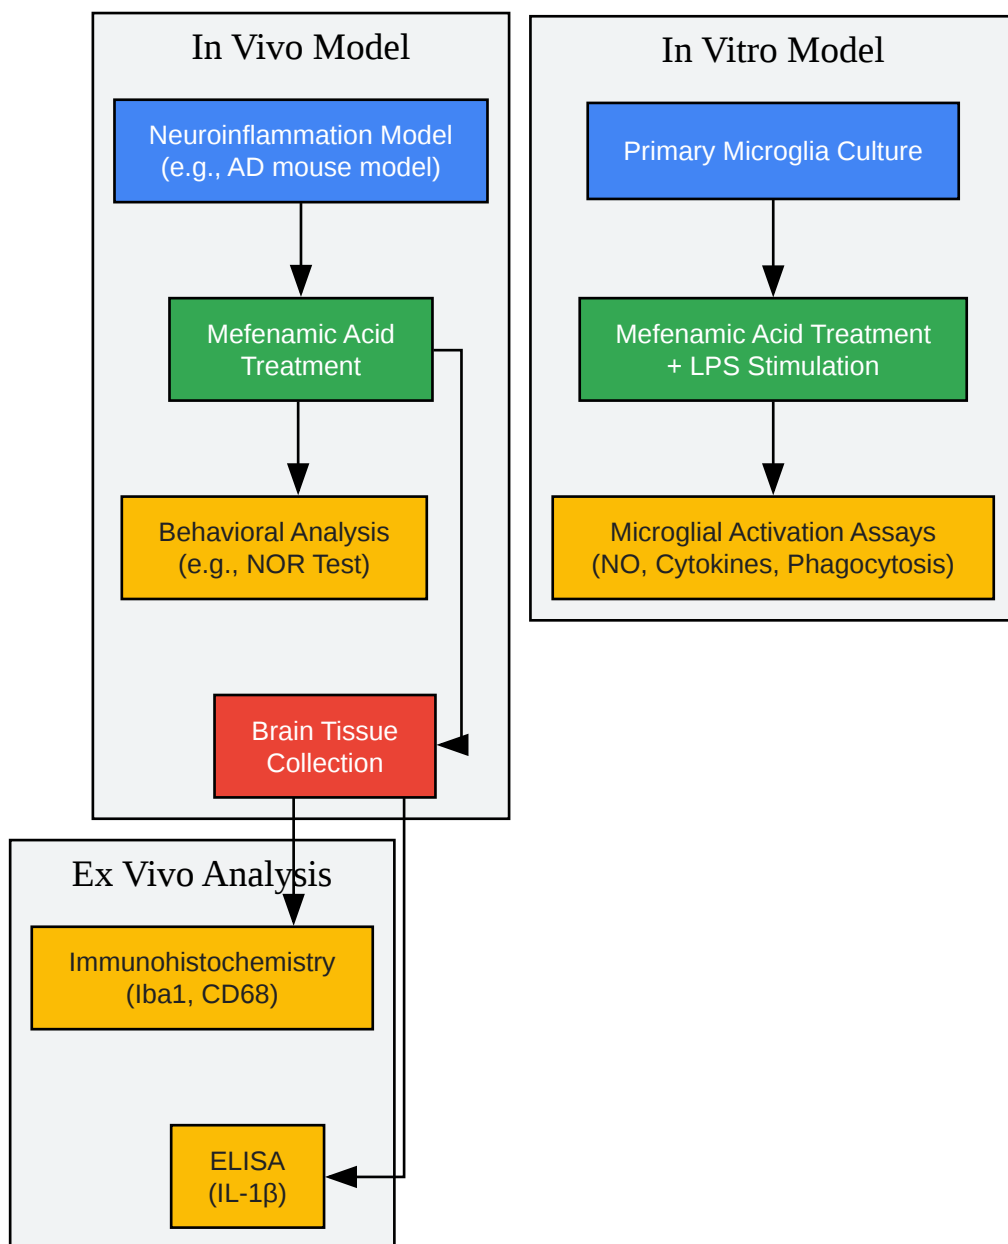 In Vivo Model
Neuroinflammation Model
(e.g., AD mouse model)
Mefenamic Acid
Treatment
Behavioral Analysis
(e.g., NOR Test)
Brain Tissue
Collection
In Vitro Model
Primary Microglia Culture
Mefenamic Acid Treatment
+ LPS Stimulation
Microglial Activation Assays
(NO, Cytokines, Phagocytosis)
Ex Vivo Analysis
Immunohistochemistry
(Iba1, CD68)
ELISA
(IL-1β)